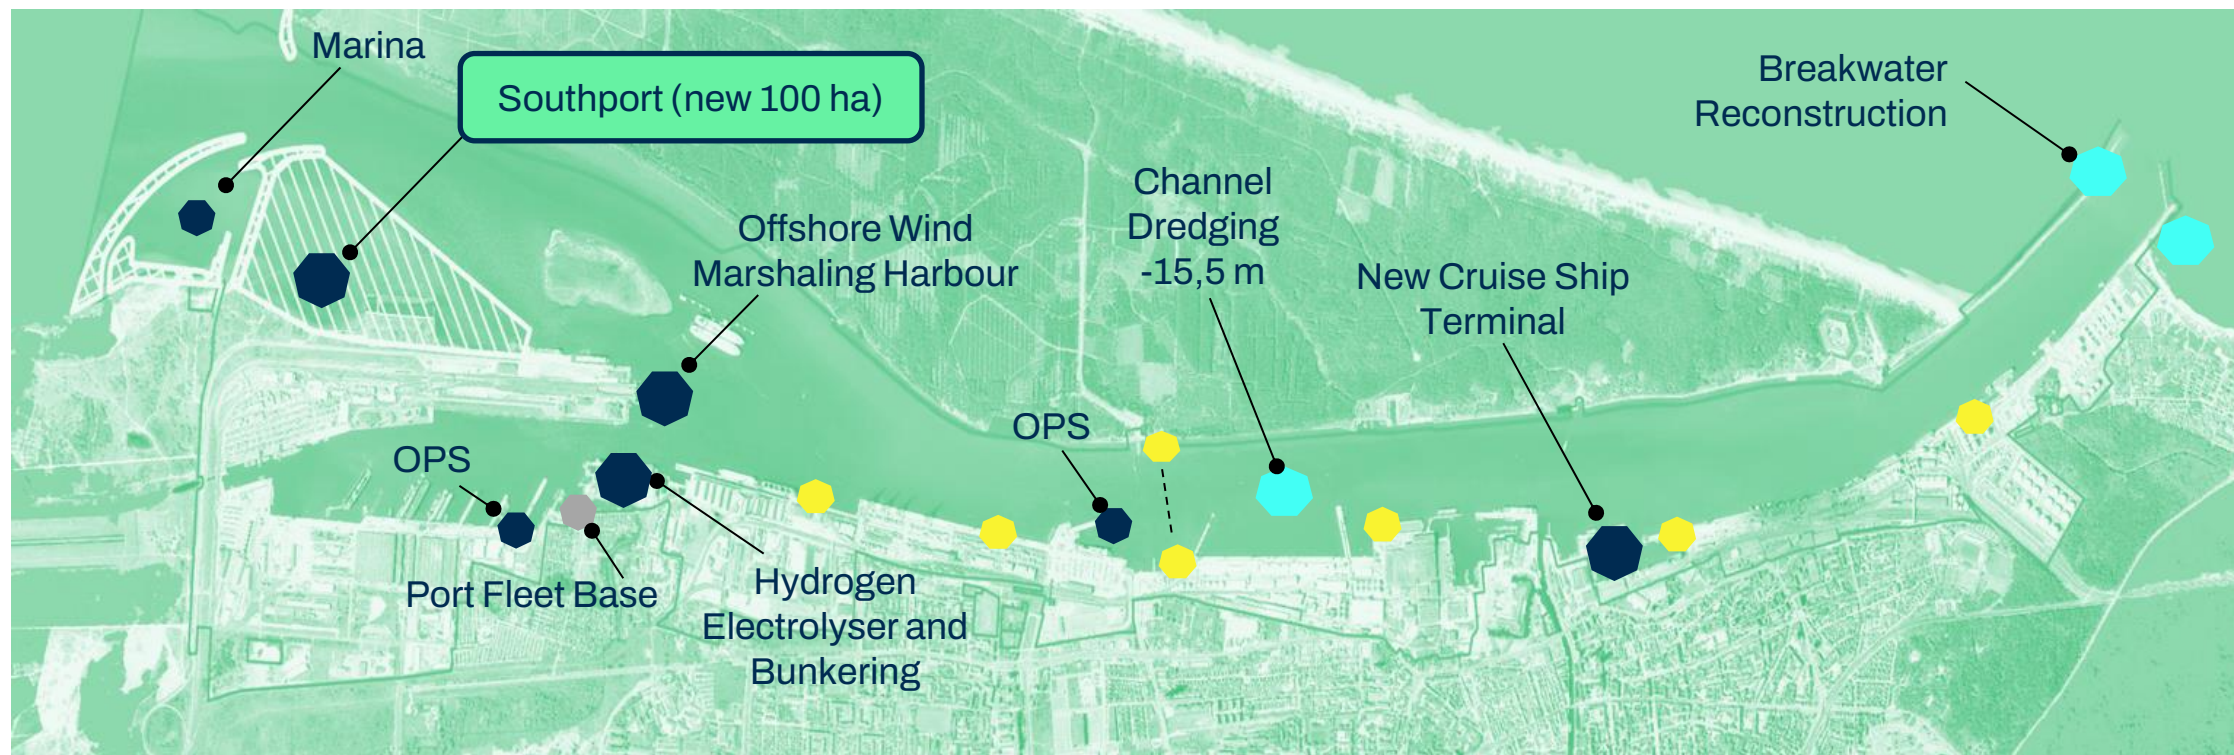 Marina
Southport (new 100 ha)
Breakwater
Reconstruction
Channel
Dredging
-15,5 m
Offshore Wind
Marshaling Harbour
New Cruise Ship
Terminal
OPS
OPS
Port Fleet Base
Hydrogen
Electrolyser and
Bunkering